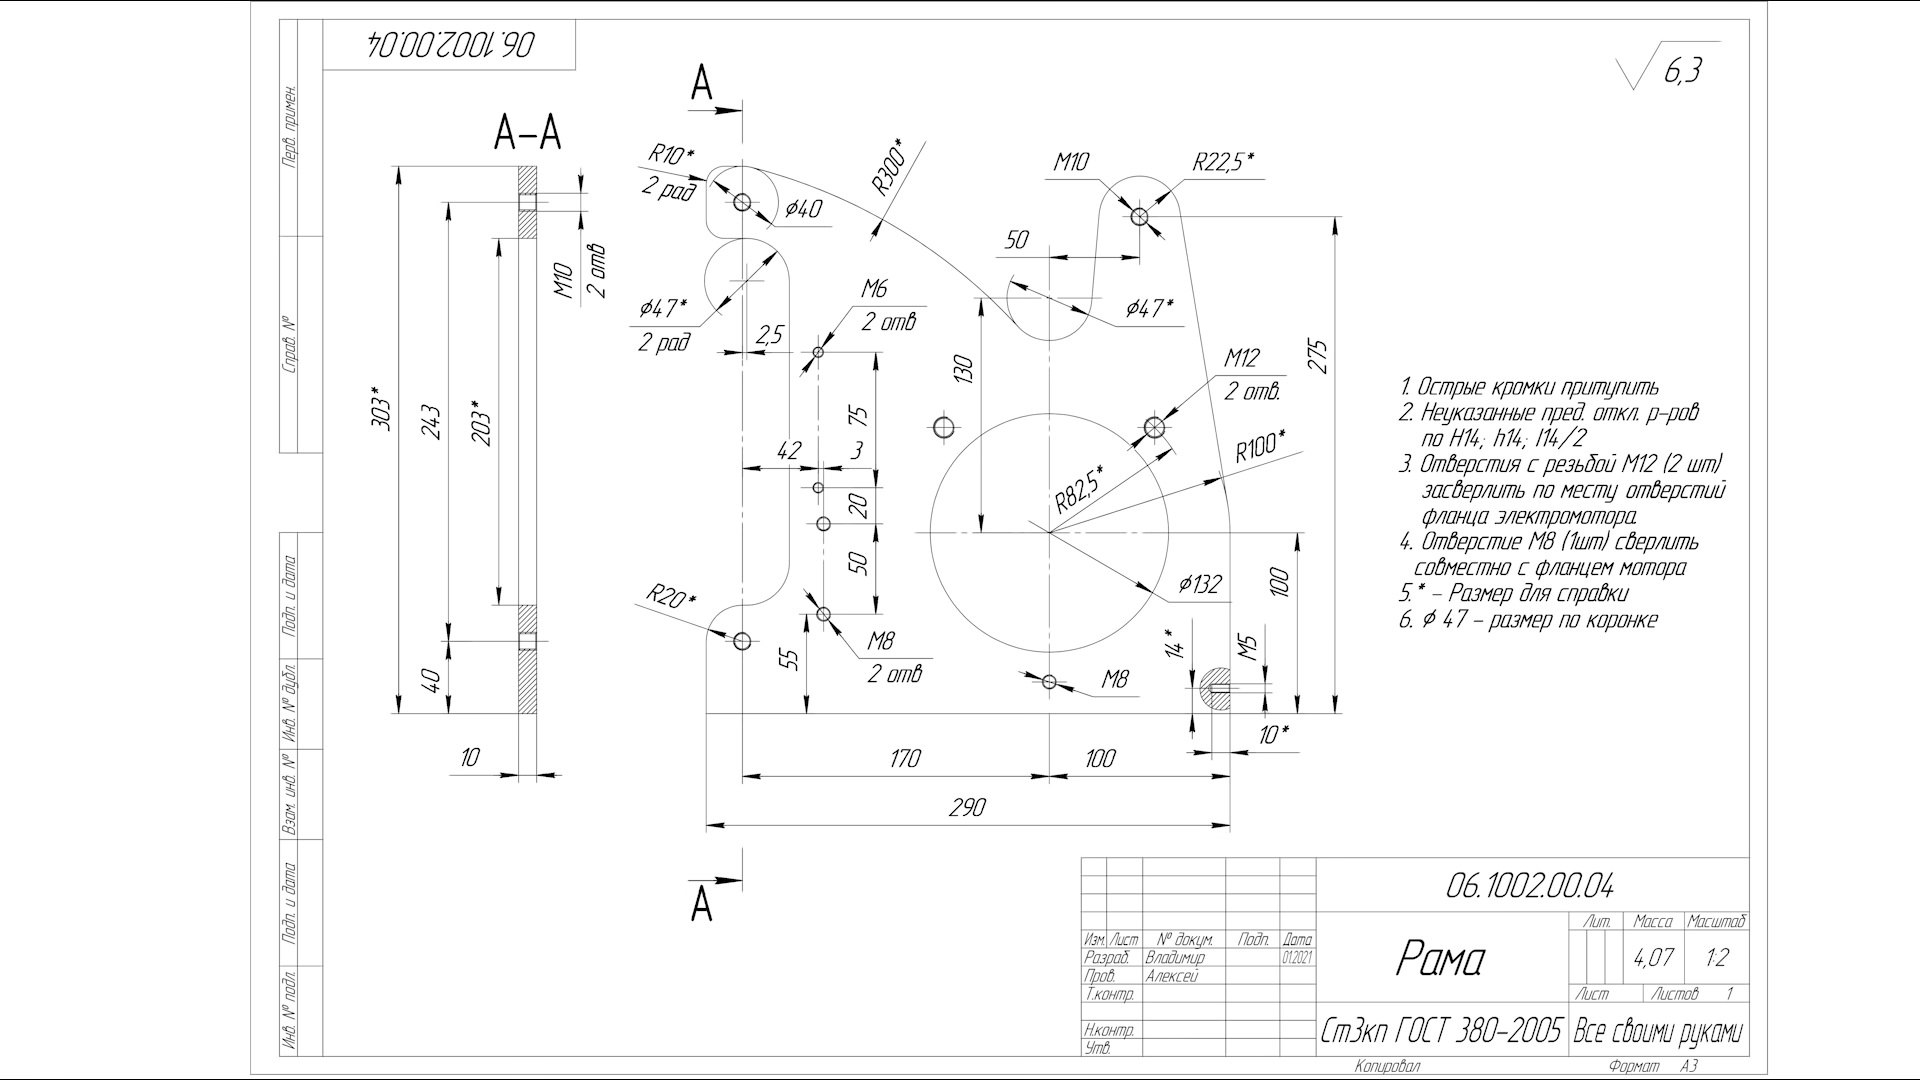 06.1002.00.04
Перв. примен.
Справ. №
Подп. и дата
Инв. № дубл.
Взам. инв. №
Подп. и дата
Инв. № подл.
А
А-А
6,3
R10*
2 рад
⌀40
R300*
М10
R22,5*
М10
2 отв
50
⌀47*
2 рад
2,5
М6
2 отв
⌀47*
303*
243
203*
130
275
М12
2 отв.
75
42
3
R82,5*
R100*
20
50
R20*
⌀132
100
55
М8
2 отв
40
М8
14*
М5
10*
10
170
100
290
А
1. Острые кромки притупить
2. Неуказанные пред. откл. р-ров
по Н14; h14; I14/2
3. Отверстия с резьбой М12 (2 шт)
засверлить по месту отверстий
фланца электромотора.
4. Отверстие М8 (1шт) сверлить
совместно с фланцем мотора
5.* - Размер для справки
6. ⌀ 47 - размер по коронке
06.1002.00.04
Лит. Масса Масштаб
Изм. Лист № докум. Подп. Дата
Разраб. Владимир 01.2021
Пров. Алексей
Т.контр.
Н.контр.
Утв.
Рама
4,07 1:2
Лист Листов 1
Ст3кп ГОСТ 380-2005
Все своими руками
Копировал Формат А3